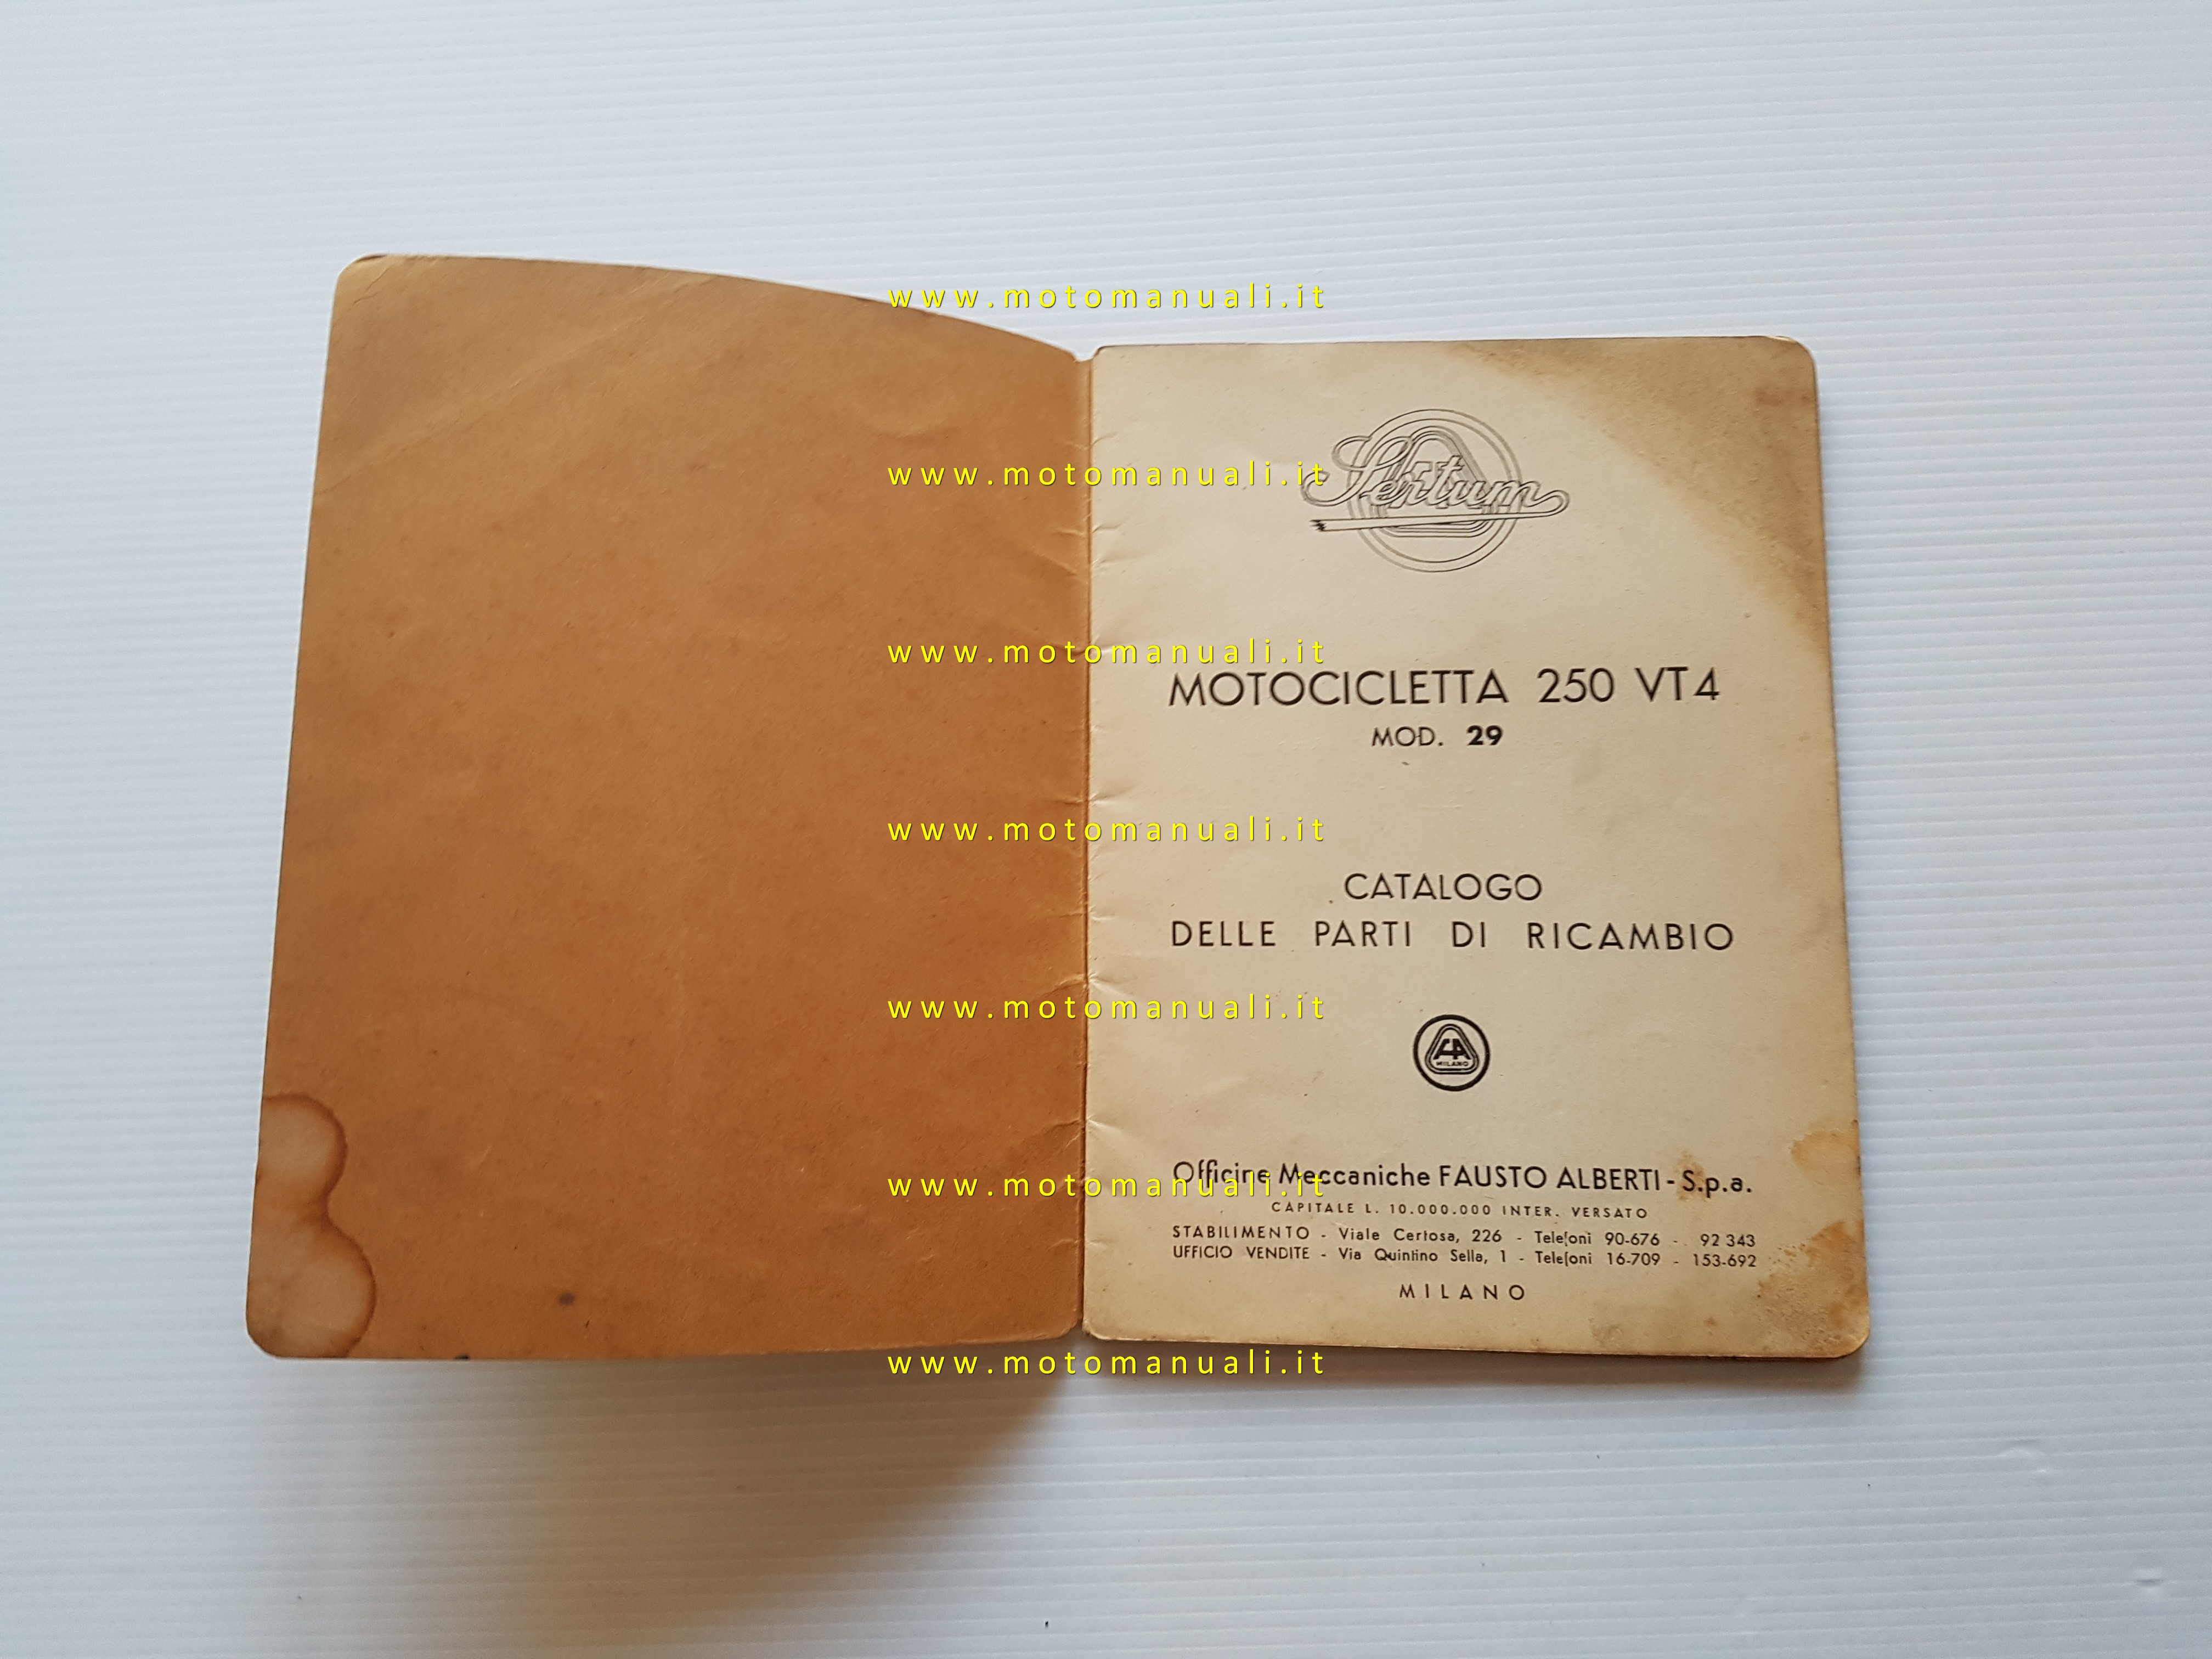 www.motomanuali.it
www.motomanuali.it
Sertum
www.motomanuali.it
MOTOCICLETTA 250 VT4
MOD. 29
www.motomanuali.it
CATALOGO
DELLE PARTI DI RICAMBIO
www.motomanuali.it
FA
MILANO
Officine Meccaniche FAUSTO ALBERTI - S.p.a.
www.motomanuali.it
CAPITALE L. 10.000.000 INTER. VERSATO
STABILIMENTO - Viale Certosa, 226 - Telefoni 90-676 - 92 343
UFFICIO VENDITE - Via Quintino Sella, 1 - Telefoni 16-709 - 153-692
MILANO
www.motomanuali.it